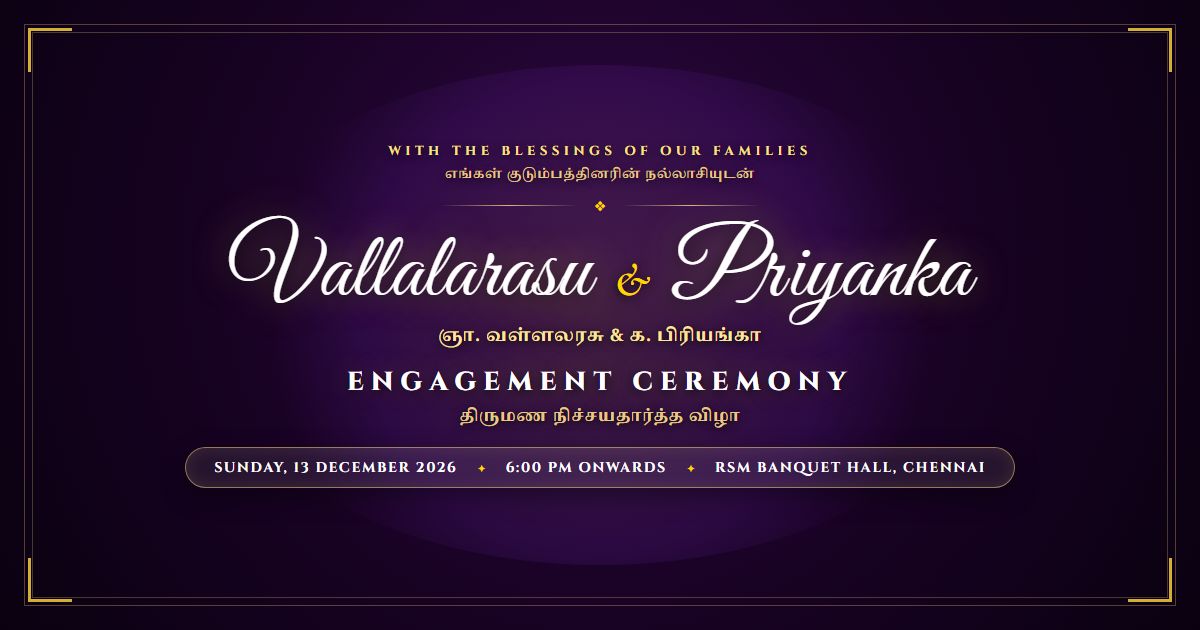 WITH THE BLESSINGS OF OUR FAMILIES
எங்கள் குடும்பத்தினரின் நல்லாசியுடன்
Vallalarasu & Priyanka
ஞா. வள்ளலரசு & க. பிரியங்கா
ENGAGEMENT CEREMONY
திருமண நிச்சயதார்த்த விழா
SUNDAY, 13 DECEMBER 2026 ✦ 6:00 PM ONWARDS ✦ RSM BANQUET HALL, CHENNAI